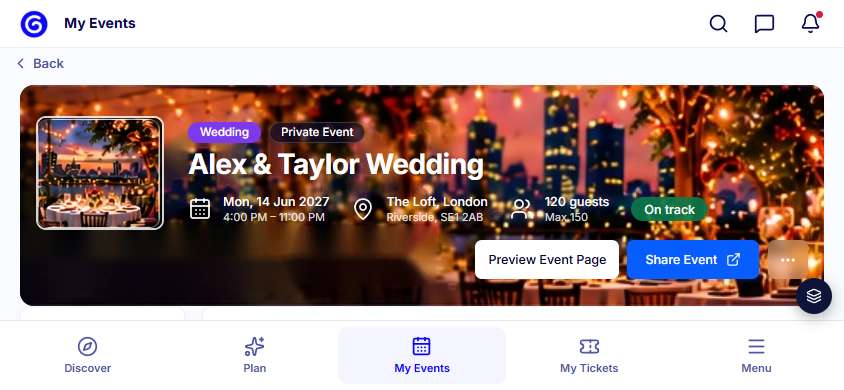 My Events
Back
Wedding
Private Event
Alex & Taylor Wedding
Mon, 14 Jun 2027
4:00 PM – 11:00 PM
The Loft, London
Riverside, SE1 2AB
120 guests
Max 150
On track
Preview Event Page
Share Event
Discover
Plan
My Events
My Tickets
Menu